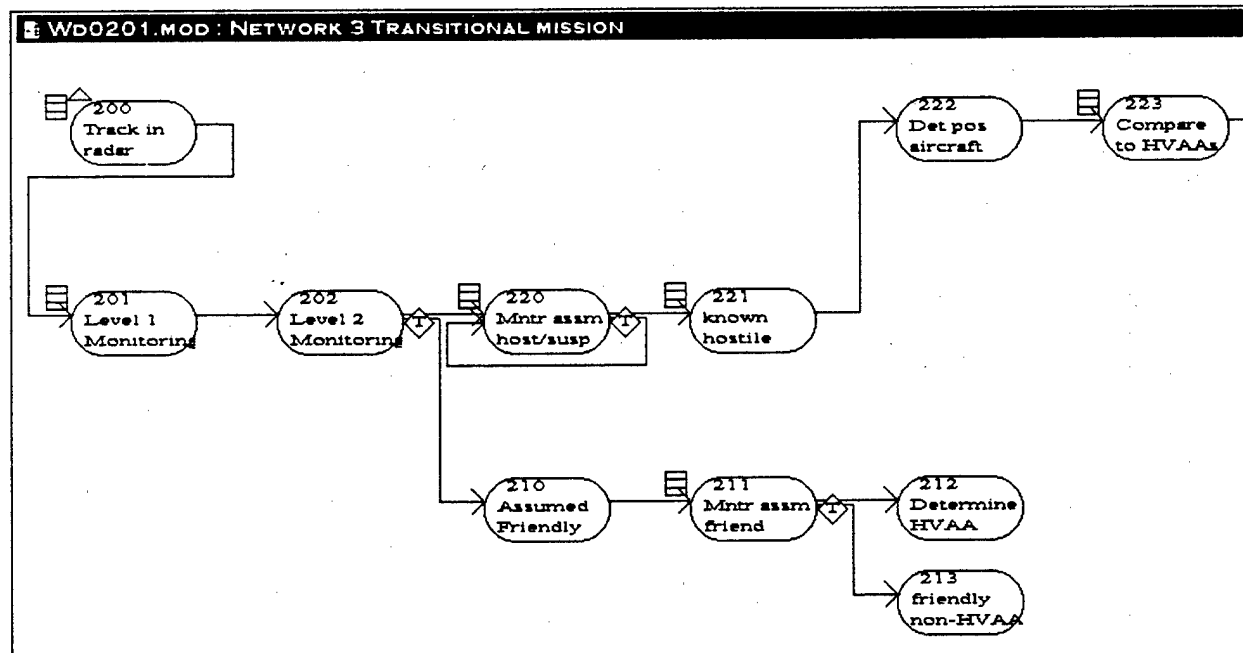 WD0201.MOD : NETWORK 3 TRANSITIONAL MISSION
200
Track in
radar
222
Det pos
aircraft
223
Compare
to HVAAs
201
Level 1
Monitoring
202
Level 2
Monitoring
T
220
Mntr assm
host/susp
T
221
known
hostile
210
Assumed
Friendly
211
Mntr assm
friend
T
212
Determine
HVAA
213
friendly
non-HVAA